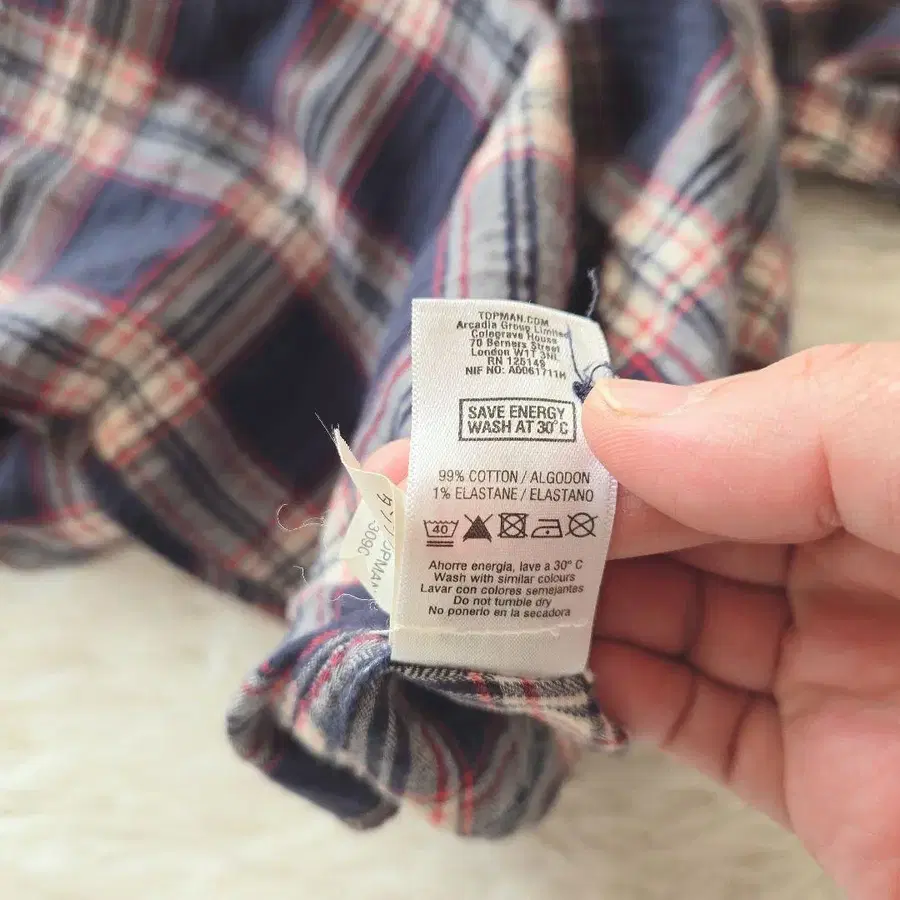 TOPMAN.COM
Arcadia Group Limited
Colegrave House
70 Berners Street
London W1T 3NL
RN 125149
NIF NO: A0061711H
SAVE ENERGY
WASH AT 30°C
99% COTTON / ALGODON
1% ELASTANE / ELASTANO
40
Ahorre energia, lave a 30° C
Wash with similar colours
Lavar con colores semejantes
Do not tumble dry
No ponerlo en la secadora
309C